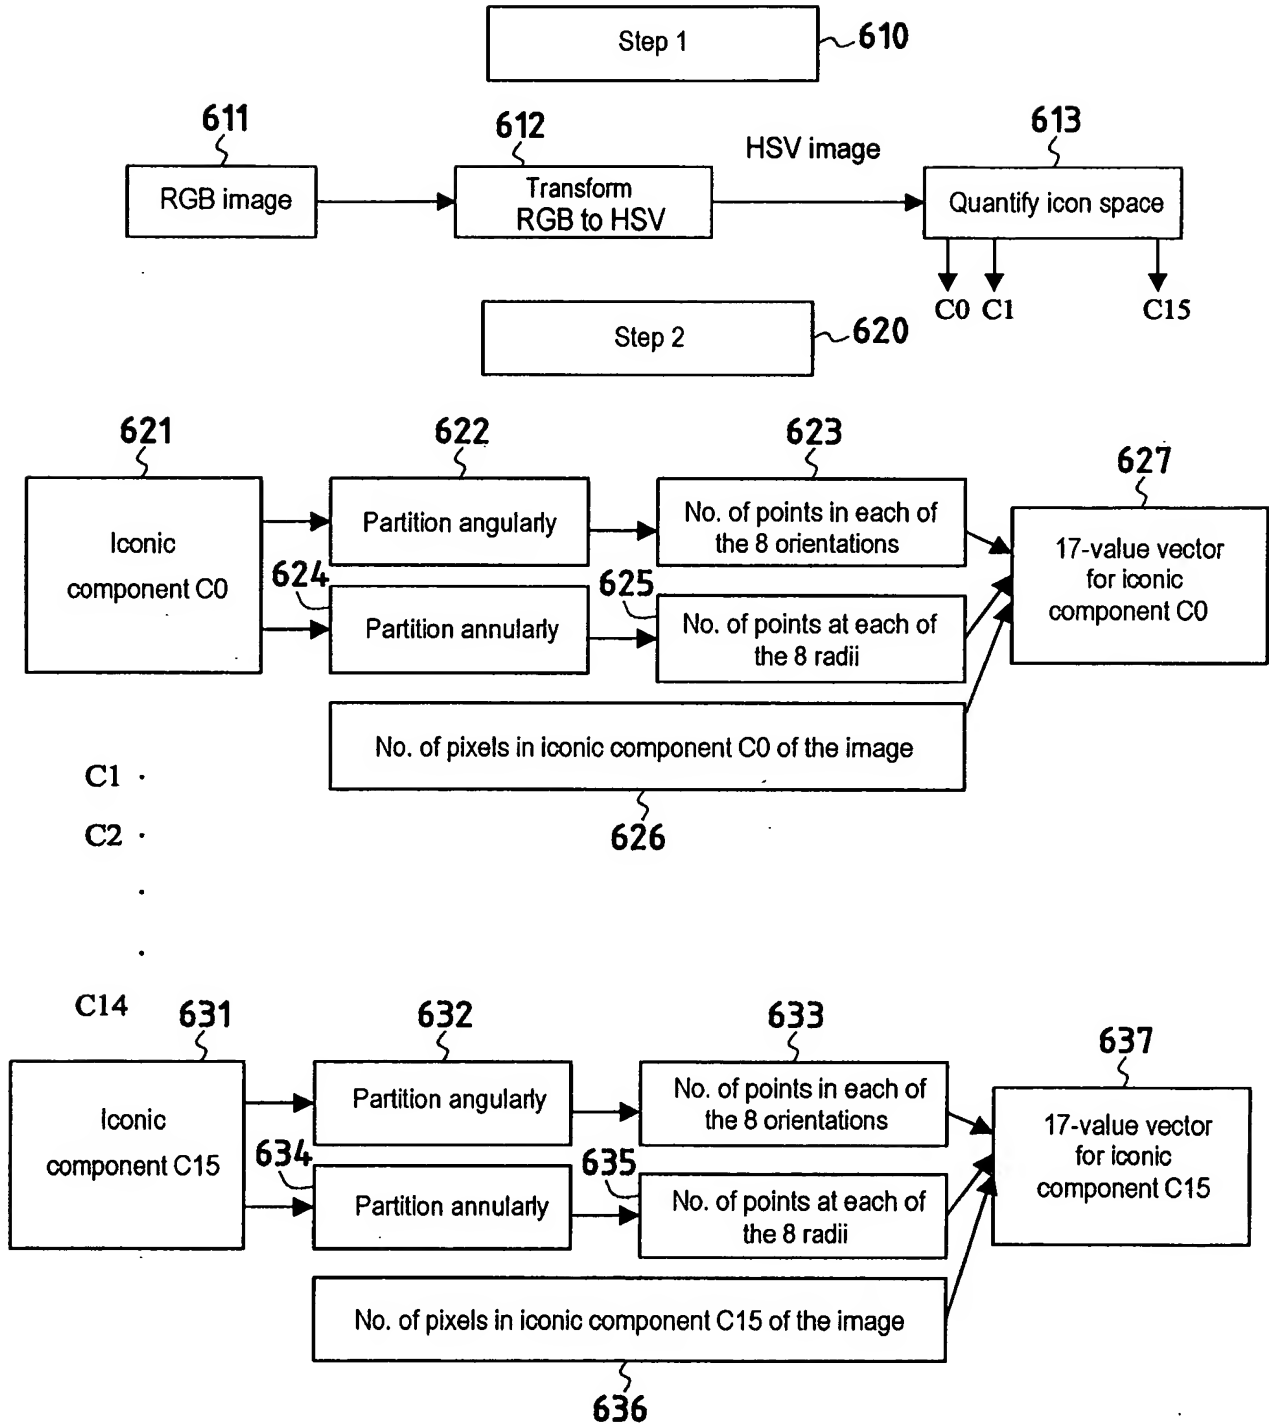 Step 1
610
611
612
613
HSV image
RGB image
Transform
RGB to HSV
Quantify icon space
C0 C1 C15
Step 2
620
621
622
623
627
Iconic
component C0
Partition angularly
No. of points in each of
the 8 orientations
17-value vector
for iconic
component C0
624
Partition annularly
625
No. of points at each of
the 8 radii
No. of pixels in iconic component C0 of the image
626
C1
C2
C14
631
632
633
637
Iconic
component C15
Partition angularly
No. of points in each of
the 8 orientations
17-value vector
for iconic
component C15
634
Partition annularly
635
No. of points at each of
the 8 radii
No. of pixels in iconic component C15 of the image
636